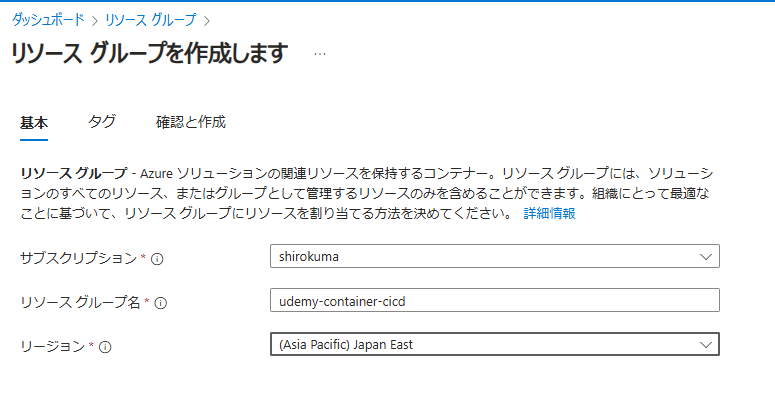 ダッシュボード > リソース グループ >
リソース グループを作成します ...
基本 タグ 確認と作成
リソース グループ - Azure ソリューションの関連リソースを保持するコンテナー。リソース グループには、ソリューシ
ョンのすべてのリソース、またはグループとして管理するリソースのみを含めることができます。組織にとって最適な
ことに基づいて、リソース グループにリソースを割り当てる方法を決めてください。 詳細情報
サブスクリプション * shirokuma
リソース グループ名 * udemy-container-cicd
リージョン * (Asia Pacific) Japan East